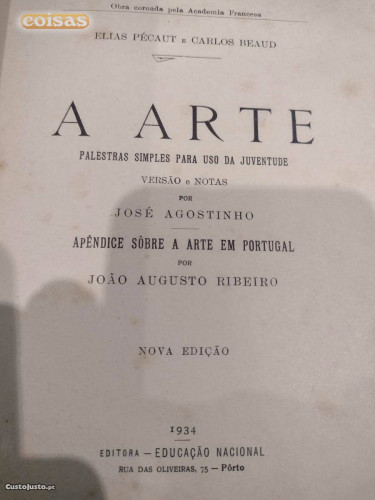 coisas
Obra coroada pela Academia Francesa
ELIAS PÉCAUT E CARLOS BEAUD
A ARTE
PALESTRAS SIMPLES PARA USO DA JUVENTUDE
VERSÃO e NOTAS
POR
JOSÉ AGOSTINHO
APÊNDICE SÔBRE A ARTE EM PORTUGAL
POR
JOÃO AUGUSTO RIBEIRO
NOVA EDIÇÃO
1934
EDITORA — EDUCAÇÃO NACIONAL
RUA DAS OLIVEIRAS, 75 — Pôrto
CustoJusto.pt